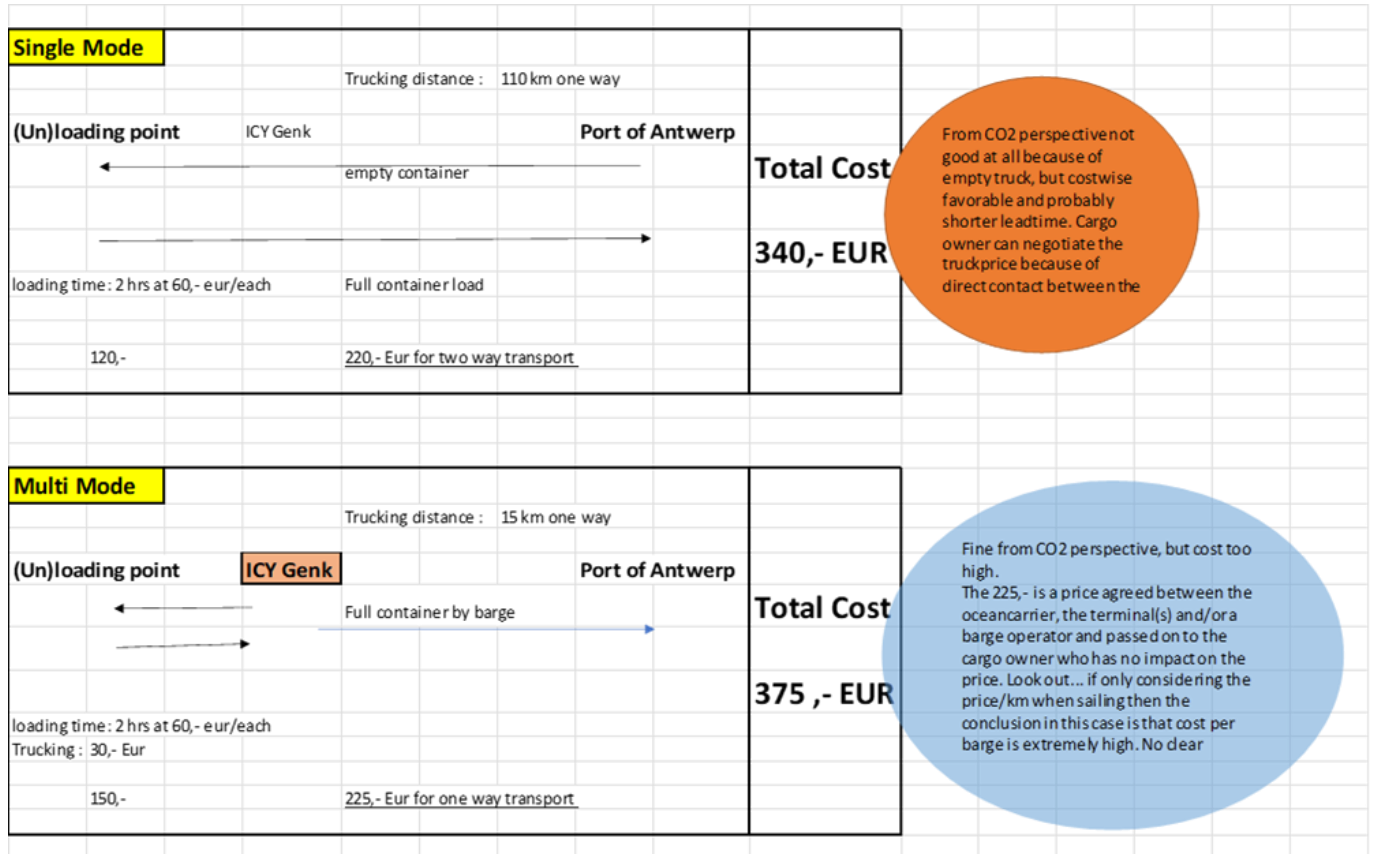 Single Mode
Trucking distance : 110 km one way
(Un)loading point ICY Genk Port of Antwerp
empty container
Total Cost
340,- EUR
loading time: 2 hrs at 60,- eur/each Full container load
120,- 220,- Eur for two way transport
From CO2 perspective not
good at all because of
empty truck, but costwise
favorable and probably
shorter leadtime. Cargo
owner can negotiate the
truckprice because of
direct contact between the
Multi Mode
Trucking distance : 15 km one way
(Un)loading point ICY Genk Port of Antwerp
Full container by barge
Total Cost
375 ,- EUR
loading time: 2 hrs at 60,- eur/each
Trucking : 30,- Eur
150,- 225,- Eur for one way transport
Fine from CO2 perspective, but cost too
high.
The 225,- is a price agreed between the
oceancarrier, the terminal(s) and/or a
barge operator and passed on to the
cargo owner who has no impact on the
price. Look out... if only considering the
price/km when sailing then the
conclusion in this case is that cost per
barge is extremely high. No clear